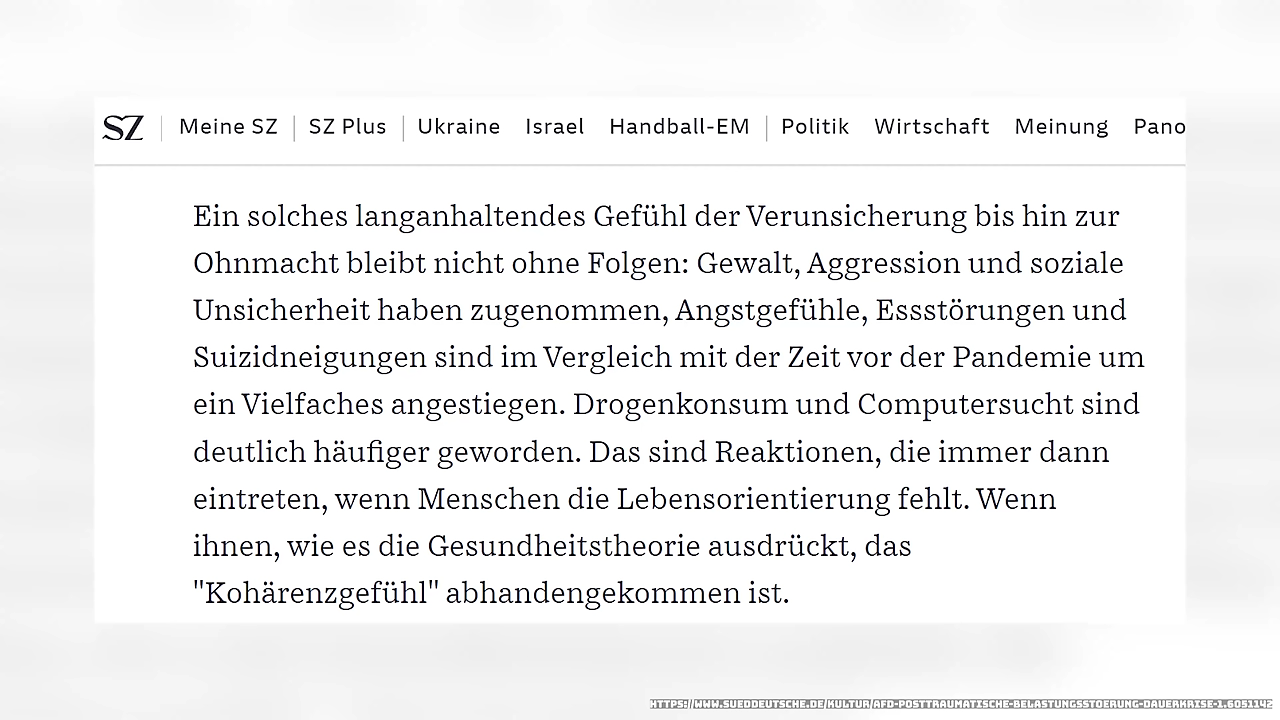 SZ Meine SZ SZ Plus Ukraine Israel Handball-EM Politik Wirtschaft Meinung Pano
Ein solches langanhaltendes Gefühl der Verunsicherung bis hin zur
Ohnmacht bleibt nicht ohne Folgen: Gewalt, Aggression und soziale
Unsicherheit haben zugenommen, Angstgefühle, Essstörungen und
Suizidneigungen sind im Vergleich mit der Zeit vor der Pandemie um
ein Vielfaches angestiegen. Drogenkonsum und Computersucht sind
deutlich häufiger geworden. Das sind Reaktionen, die immer dann
eintreten, wenn Menschen die Lebensorientierung fehlt. Wenn
ihnen, wie es die Gesundheitstheorie ausdrückt, das
"Kohärenzgefühl" abhandengekommen ist.
HTTPS://WWW.SUEDDEUTSCHE.DE/KULTUR/AFD-POSTTRAUMATISCHE-BELASTUNGSSTOERUNG-DAUERKRISE-1.6051142